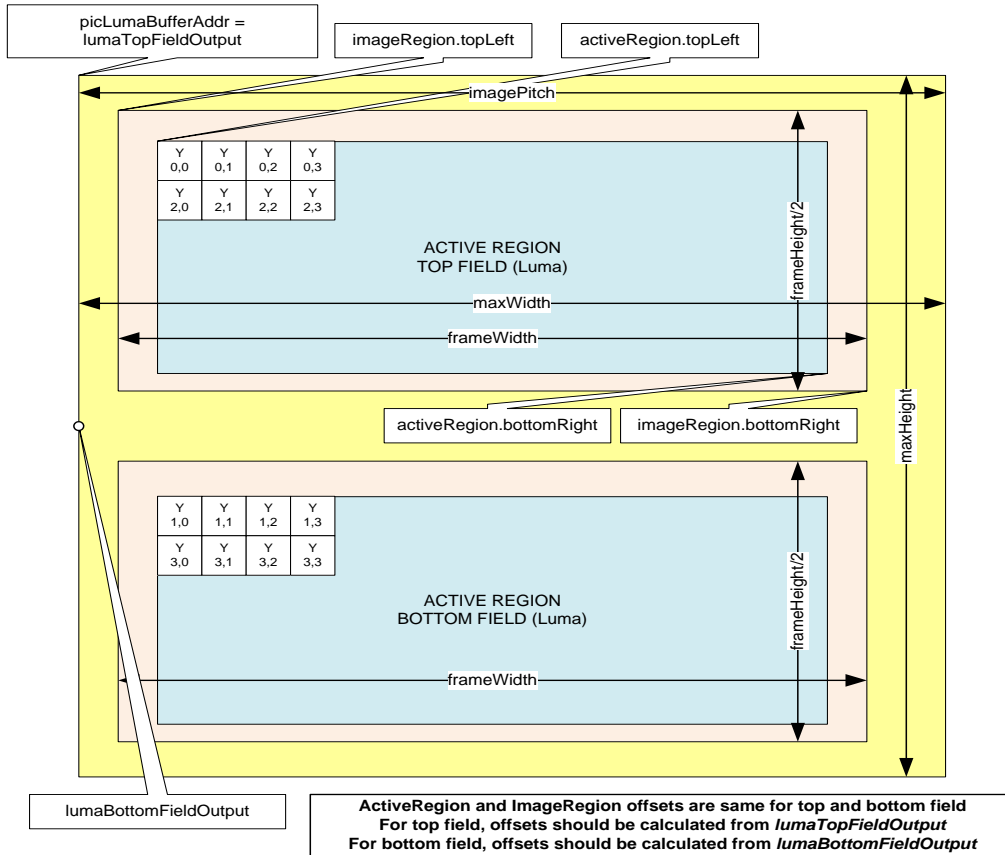 picLumaBufferAddr =
lumaTopFieldOutput
imageRegion.topLeft
activeRegion.topLeft
imagePitch
Y
0,0
Y
0,1
Y
0,2
Y
0,3
Y
2,0
Y
2,1
Y
2,2
Y
2,3
frameHeight/2
ACTIVE REGION
TOP FIELD (Luma)
maxWidth
frameWidth
activeRegion.bottomRight
imageRegion.bottomRight
maxHeight
Y
1,0
Y
1,1
Y
1,2
Y
1,3
Y
3,0
Y
3,1
Y
3,2
Y
3,3
frameHeight/2
ACTIVE REGION
BOTTOM FIELD (Luma)
frameWidth
lumaBottomFieldOutput
ActiveRegion and ImageRegion offsets are same for top and bottom field
For top field, offsets should be calculated from lumaTopFieldOutput
For bottom field, offsets should be calculated from lumaBottomFieldOutput